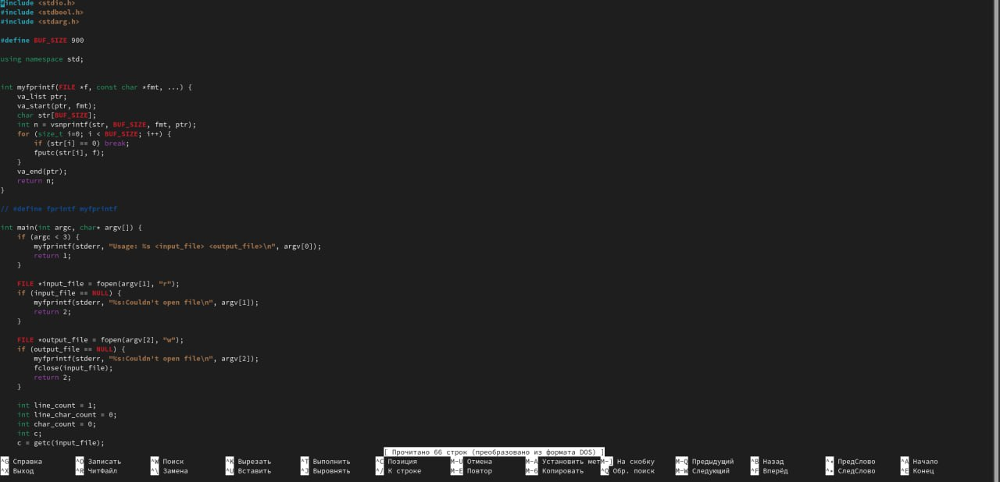 #include <stdio.h>
#include <stdbool.h>
#include <stdarg.h>

#define BUF_SIZE 900

using namespace std;


int myfprintf(FILE *f, const char *fmt, ...) {
    va_list ptr;
    va_start(ptr, fmt);
    char str[BUF_SIZE];
    int n = vsnprintf(str, BUF_SIZE, fmt, ptr);
    for (size_t i=0; i < BUF_SIZE; i++) {
        if (str[i] == 0) break;
        fputc(str[i], f);
    }
    va_end(ptr);
    return n;
}

// #define fprintf myfprintf

int main(int argc, char* argv[]) {
    if (argc < 3) {
        myfprintf(stderr, "Usage: %s <input_file> <output_file>\n", argv[0]);
        return 1;
    }

    FILE *input_file = fopen(argv[1], "r");
    if (input_file == NULL) {
        myfprintf(stderr, "%s:Couldn't open file\n", argv[1]);
        return 2;
    }

    FILE *output_file = fopen(argv[2], "w");
    if (output_file == NULL) {
        myfprintf(stderr, "%s:Couldn't open file\n", argv[2]);
        fclose(input_file);
        return 2;
    }

    int line_count = 1;
    int line_char_count = 0;
    int char_count = 0;
    int c;
    c = getc(input_file);
[ Прочитано 66 строк (преобразовано из формата DOS) ]
^G Справка ^O Записать ^W Поиск ^K Вырезать ^T Выполнить ^C Позиция M-U Отмена M-A Установить мет M-] На скобку M-Q Предыдущий ^B Назад ^◂ ПредСлово ^A Начало
^X Выход ^R ЧитФайл ^\ Замена ^U Вставить ^J Выровнять ^/ К строке M-E Повтор M-6 Копировать ^Q Обр. поиск M-W Следующий ^F Вперёд ^▸ СледСлово ^E Конец